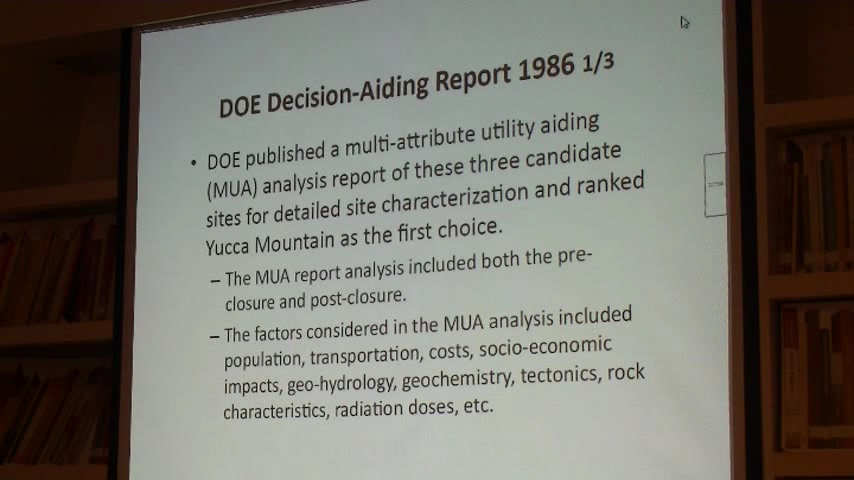 DOE Decision-Aiding Report 1986 1/3
• DOE published a multi-attribute utility aiding
(MUA) analysis report of these three candidate
sites for detailed site characterization and ranked
Yucca Mountain as the first choice.
– The MUA report analysis included both the pre-
closure and post-closure.
– The factors considered in the MUA analysis included
population, transportation, costs, socio-economic
impacts, geo-hydrology, geochemistry, tectonics, rock
characteristics, radiation doses, etc.